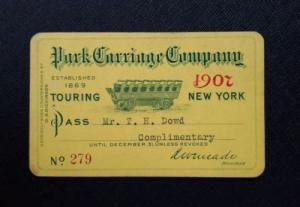 Park Carriage Company
ESTABLISHED
1869
1907
TOURING NEW YORK
PASS Mr. T. H. Dowd
Complimentary
UNTIL DECEMBER 31, UNLESS REVOKED
No 279